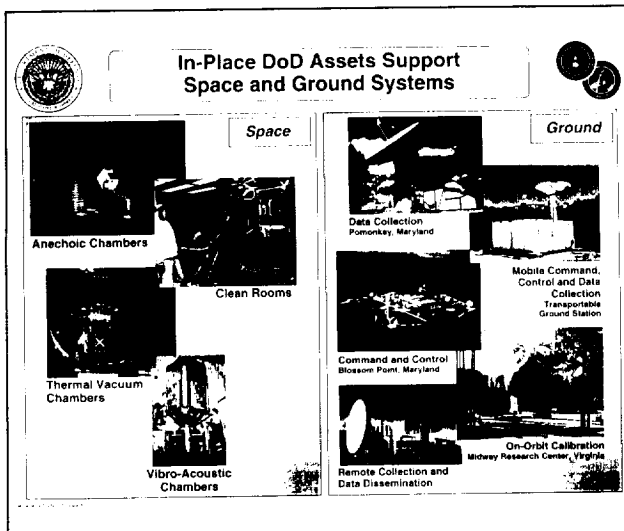 In-Place DoD Assets Support
Space and Ground Systems
Space
Anechoic Chambers
Clean Rooms
Thermal Vacuum
Chambers
Vibro-Acoustic
Chambers
Ground
Data Collection
Pomonkey, Maryland
Mobile Command,
Control and Data
Collection
Transportable
Ground Station
Command and Control
Blossom Point, Maryland
On-Orbit Calibration
Midway Research Center, Virginia
Remote Collection and
Data Dissemination